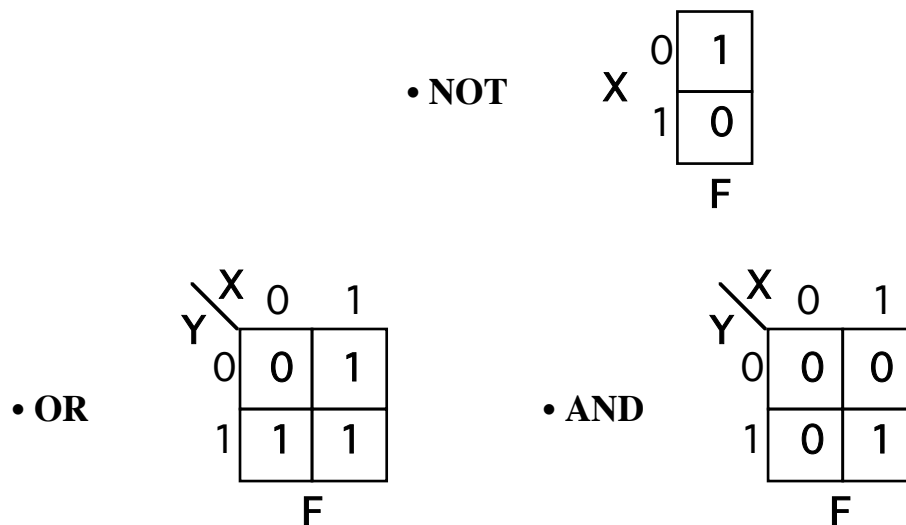 0 1
• NOT X
1 0
F
X 0 1
Y
0 0 1
• OR
1 1 1
F
X 0 1
Y
0 0 0
• AND
1 0 1
F